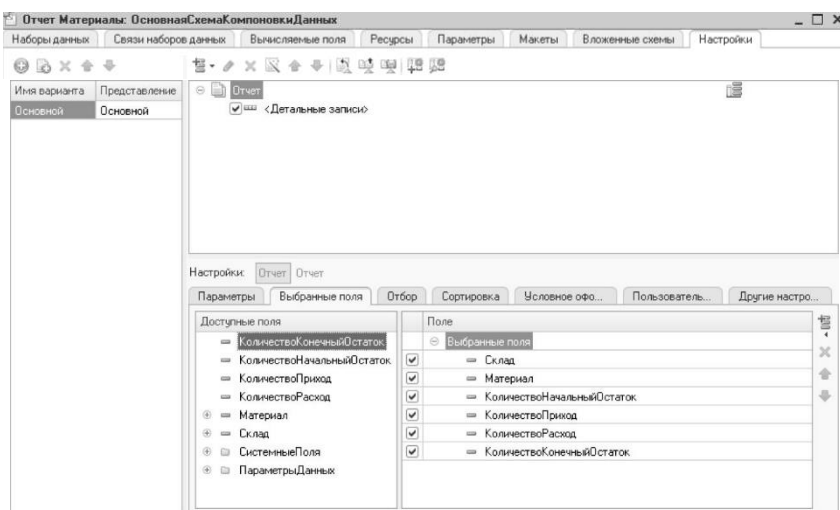 Отчет Материалы: ОсновнаяСхемаКомпоновкиДанных
Наборы данных Связи наборов данных Вычисляемые поля Ресурсы Параметры Макеты Вложенные схемы Настройки
Имя варианта Представление
Основной Основной
Отчет
<Детальные записи>
Настройки: Отчет Отчет
Параметры Выбранные поля Отбор Сортировка Условное офо... Пользователь... Другие настро...
Доступные поля Поле
КоличествоКонечныйОстаток Выбранные поля
КоличествоНачальныйОстаток Склад
КоличествоПриход Материал
КоличествоРасход КоличествоНачальныйОстаток
Материал КоличествоПриход
Склад КоличествоРасход
СистемныеПоля КоличествоКонечныйОстаток
ПараметрыДанных